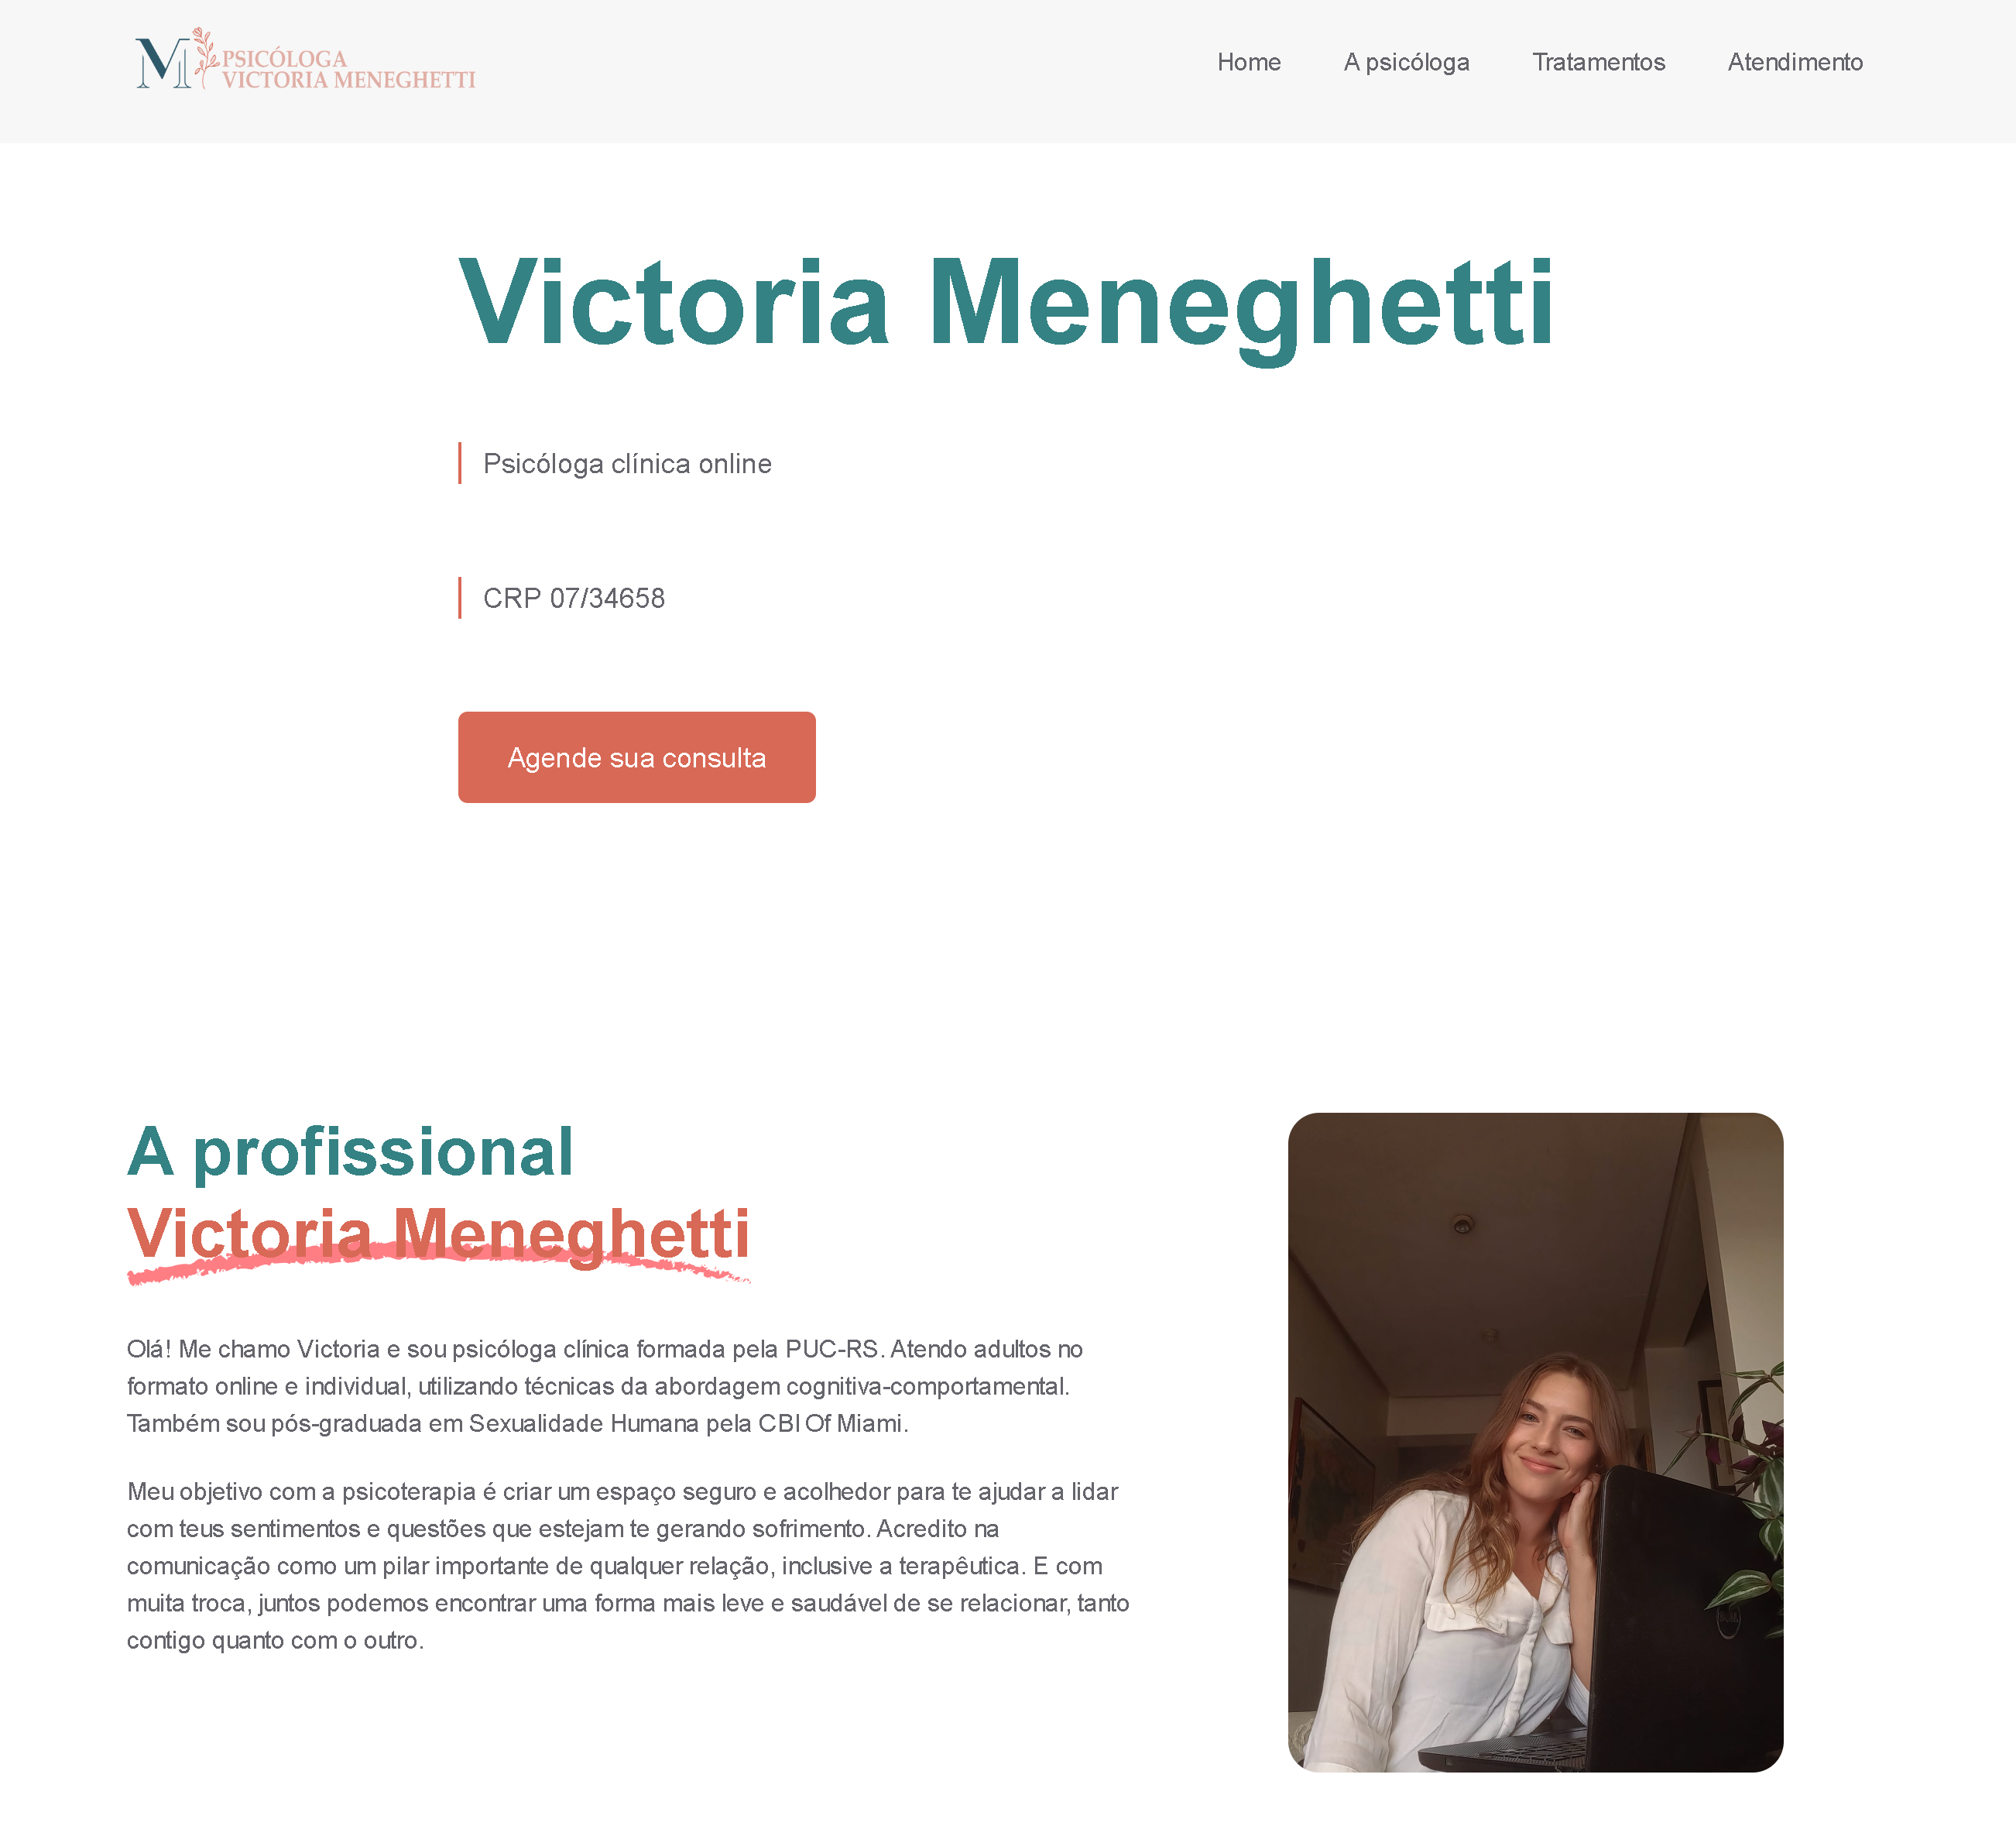 M PSICÓLOGA
VICTORIA MENEGHETTI
Home A psicóloga Tratamentos Atendimento
Victoria Meneghetti
Psicóloga clínica online
CRP 07/34658
Agende sua consulta
A profissional
Victoria Meneghetti
Olá! Me chamo Victoria e sou psicóloga clínica formada pela PUC-RS. Atendo adultos no
formato online e individual, utilizando técnicas da abordagem cognitiva-comportamental.
Também sou pós-graduada em Sexualidade Humana pela CBI Of Miami.
Meu objetivo com a psicoterapia é criar um espaço seguro e acolhedor para te ajudar a lidar
com teus sentimentos e questões que estejam te gerando sofrimento. Acredito na
comunicação como um pilar importante de qualquer relação, inclusive a terapêutica. E com
muita troca, juntos podemos encontrar uma forma mais leve e saudável de se relacionar, tanto
contigo quanto com o outro.